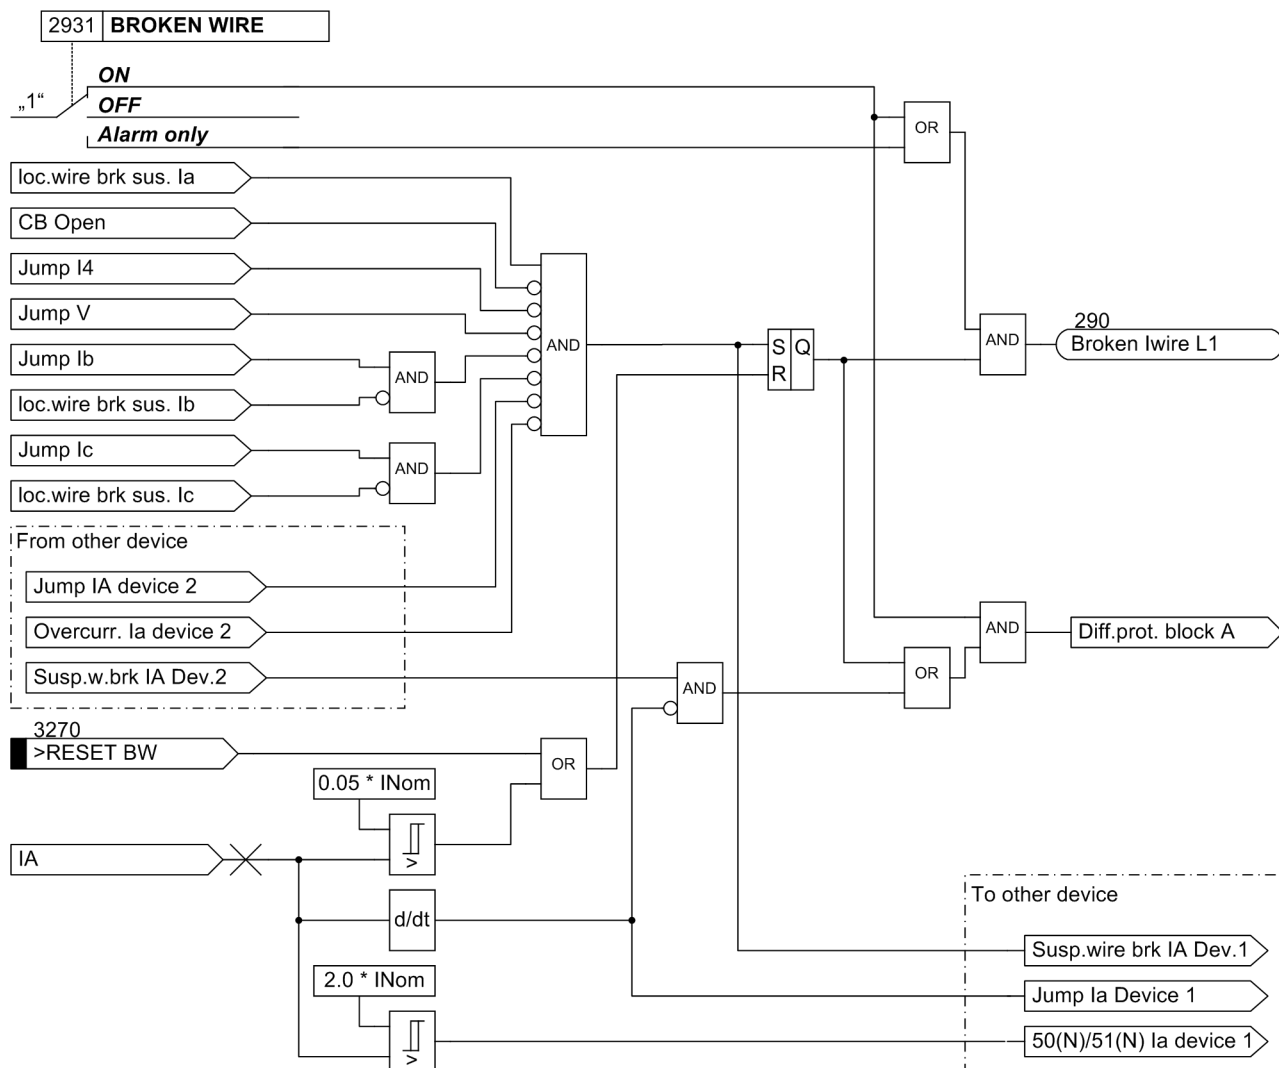 2931 BROKEN WIRE
ON
„1“
OFF
Alarm only
OR
loc.wire brk sus. Ia
CB Open
Jump I4
Jump V
Jump Ib
loc.wire brk sus. Ib
AND
Jump Ic
loc.wire brk sus. Ic
AND
AND
S Q
R
AND
290
Broken Iwire L1
From other device
Jump IA device 2
Overcurr. Ia device 2
Susp.w.brk IA Dev.2
AND
OR
AND
Diff.prot. block A
3270
>RESET BW
OR
0.05 * INom
IA
d/dt
2.0 * INom
To other device
Susp.wire brk IA Dev.1
Jump Ia Device 1
50(N)/51(N) Ia device 1